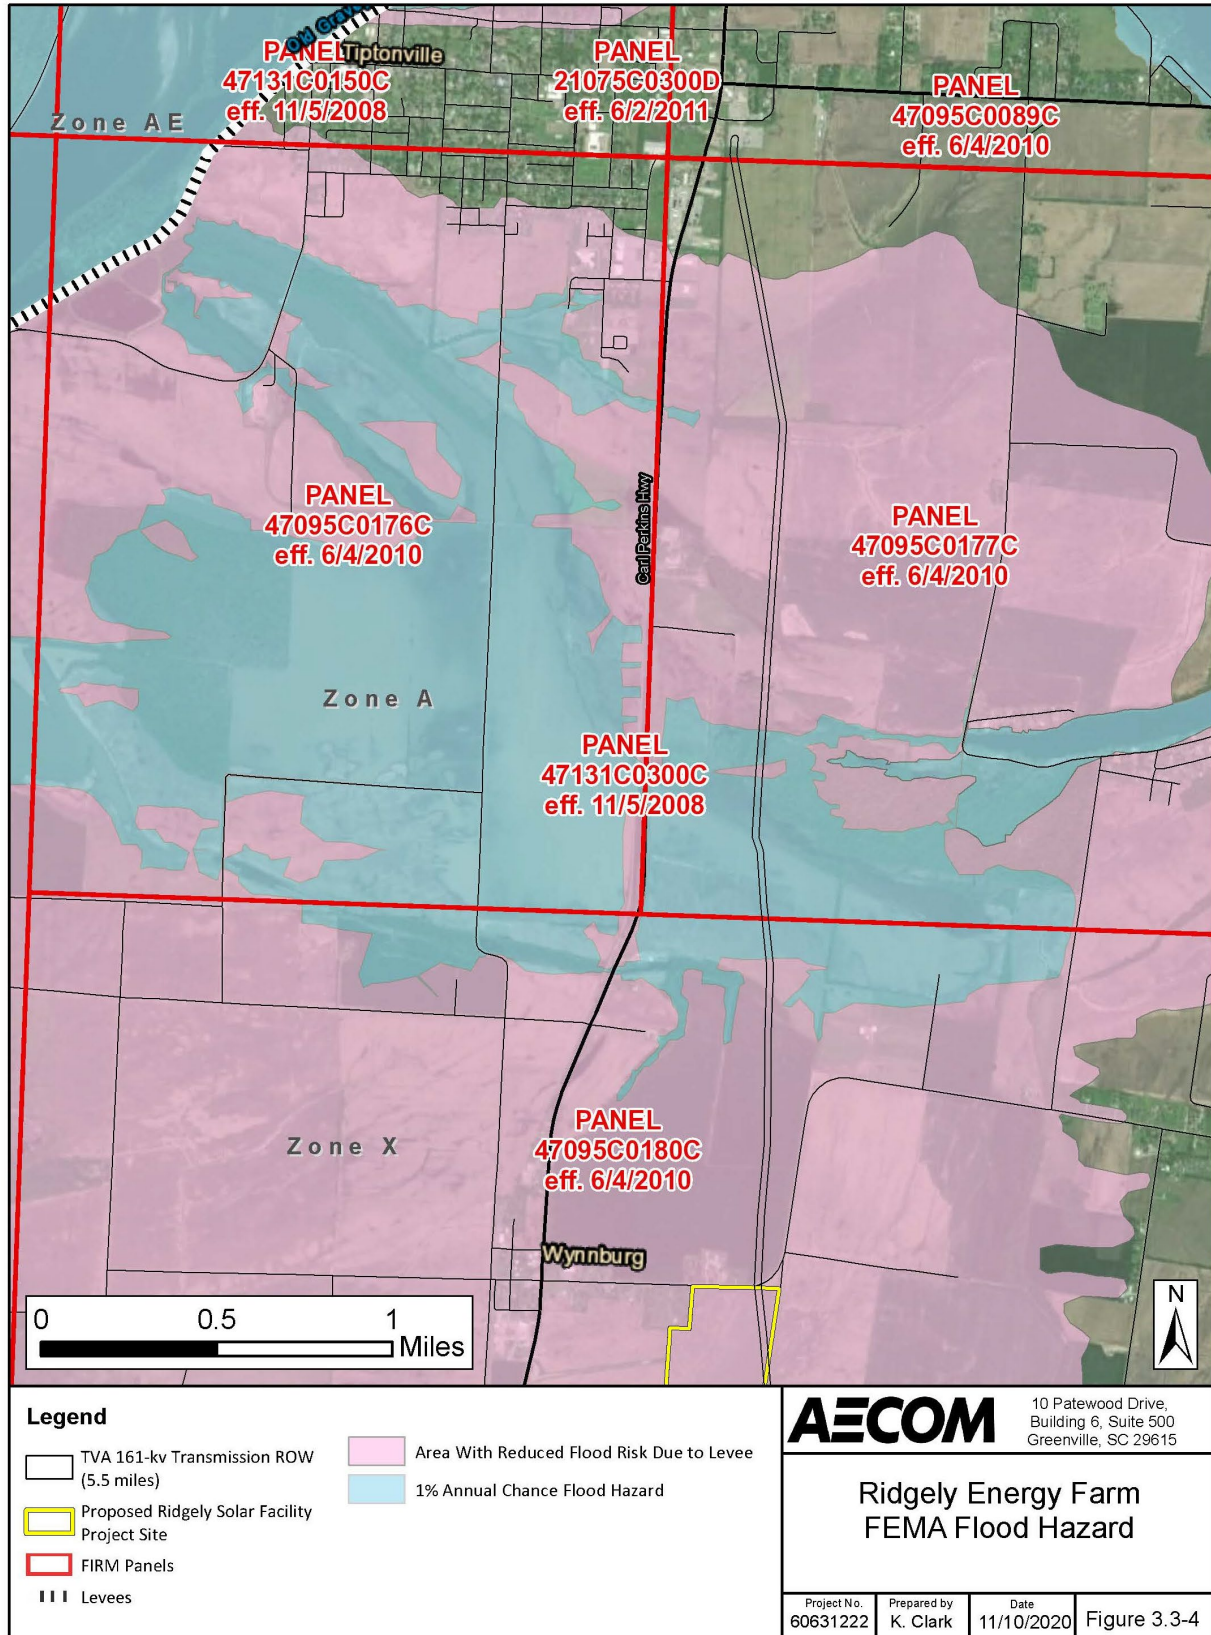 Old Grave
Tiptonville
PANEL
47131C0150C
eff. 11/5/2008
PANEL
21075C0300D
eff. 6/2/2011
PANEL
47095C0089C
eff. 6/4/2010
Zone AE
PANEL
47095C0176C
eff. 6/4/2010
Carl Perkins Hwy
PANEL
47095C0177C
eff. 6/4/2010
Zone A
PANEL
47131C0300C
eff. 11/5/2008
Zone X
PANEL
47095C0180C
eff. 6/4/2010
Wynnburg
0 0.5 1
Miles
N
Legend
TVA 161-kv Transmission ROW
(5.5 miles)
Proposed Ridgely Solar Facility
Project Site
FIRM Panels
Levees
Area With Reduced Flood Risk Due to Levee
1% Annual Chance Flood Hazard
AECOM
10 Patewood Drive,
Building 6, Suite 500
Greenville, SC 29615
Ridgely Energy Farm
FEMA Flood Hazard
Project No.
60631222
Prepared by
K. Clark
Date
11/10/2020
Figure 3.3-4